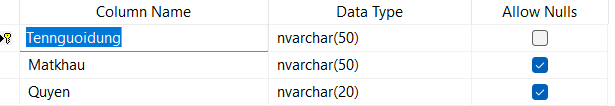 Column Name Data Type Allow Nulls
Tennguoidung nvarchar(50)
Matkhau nvarchar(50)
Quyen nvarchar(20)